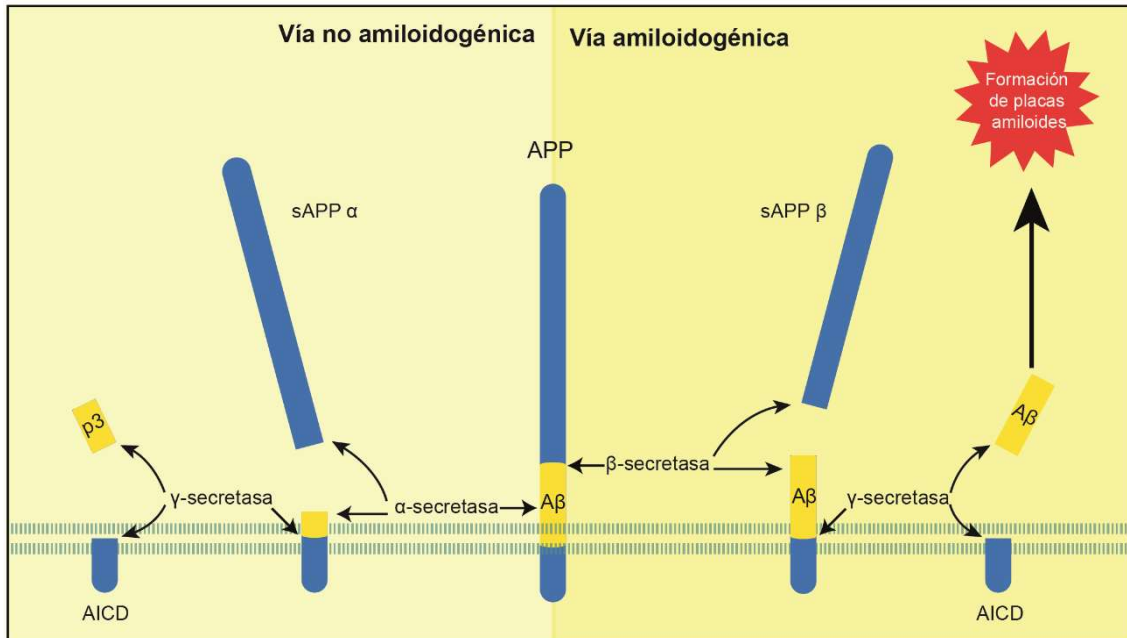 Vía no amiloidogénica
Vía amiloidogénica
Formación
de placas
amiloides
APP
sAPP α
sAPP β
p3
Aβ
β-secretasa
Aβ
γ-secretasa
α-secretasa
Aβ
γ-secretasa
AICD
AICD